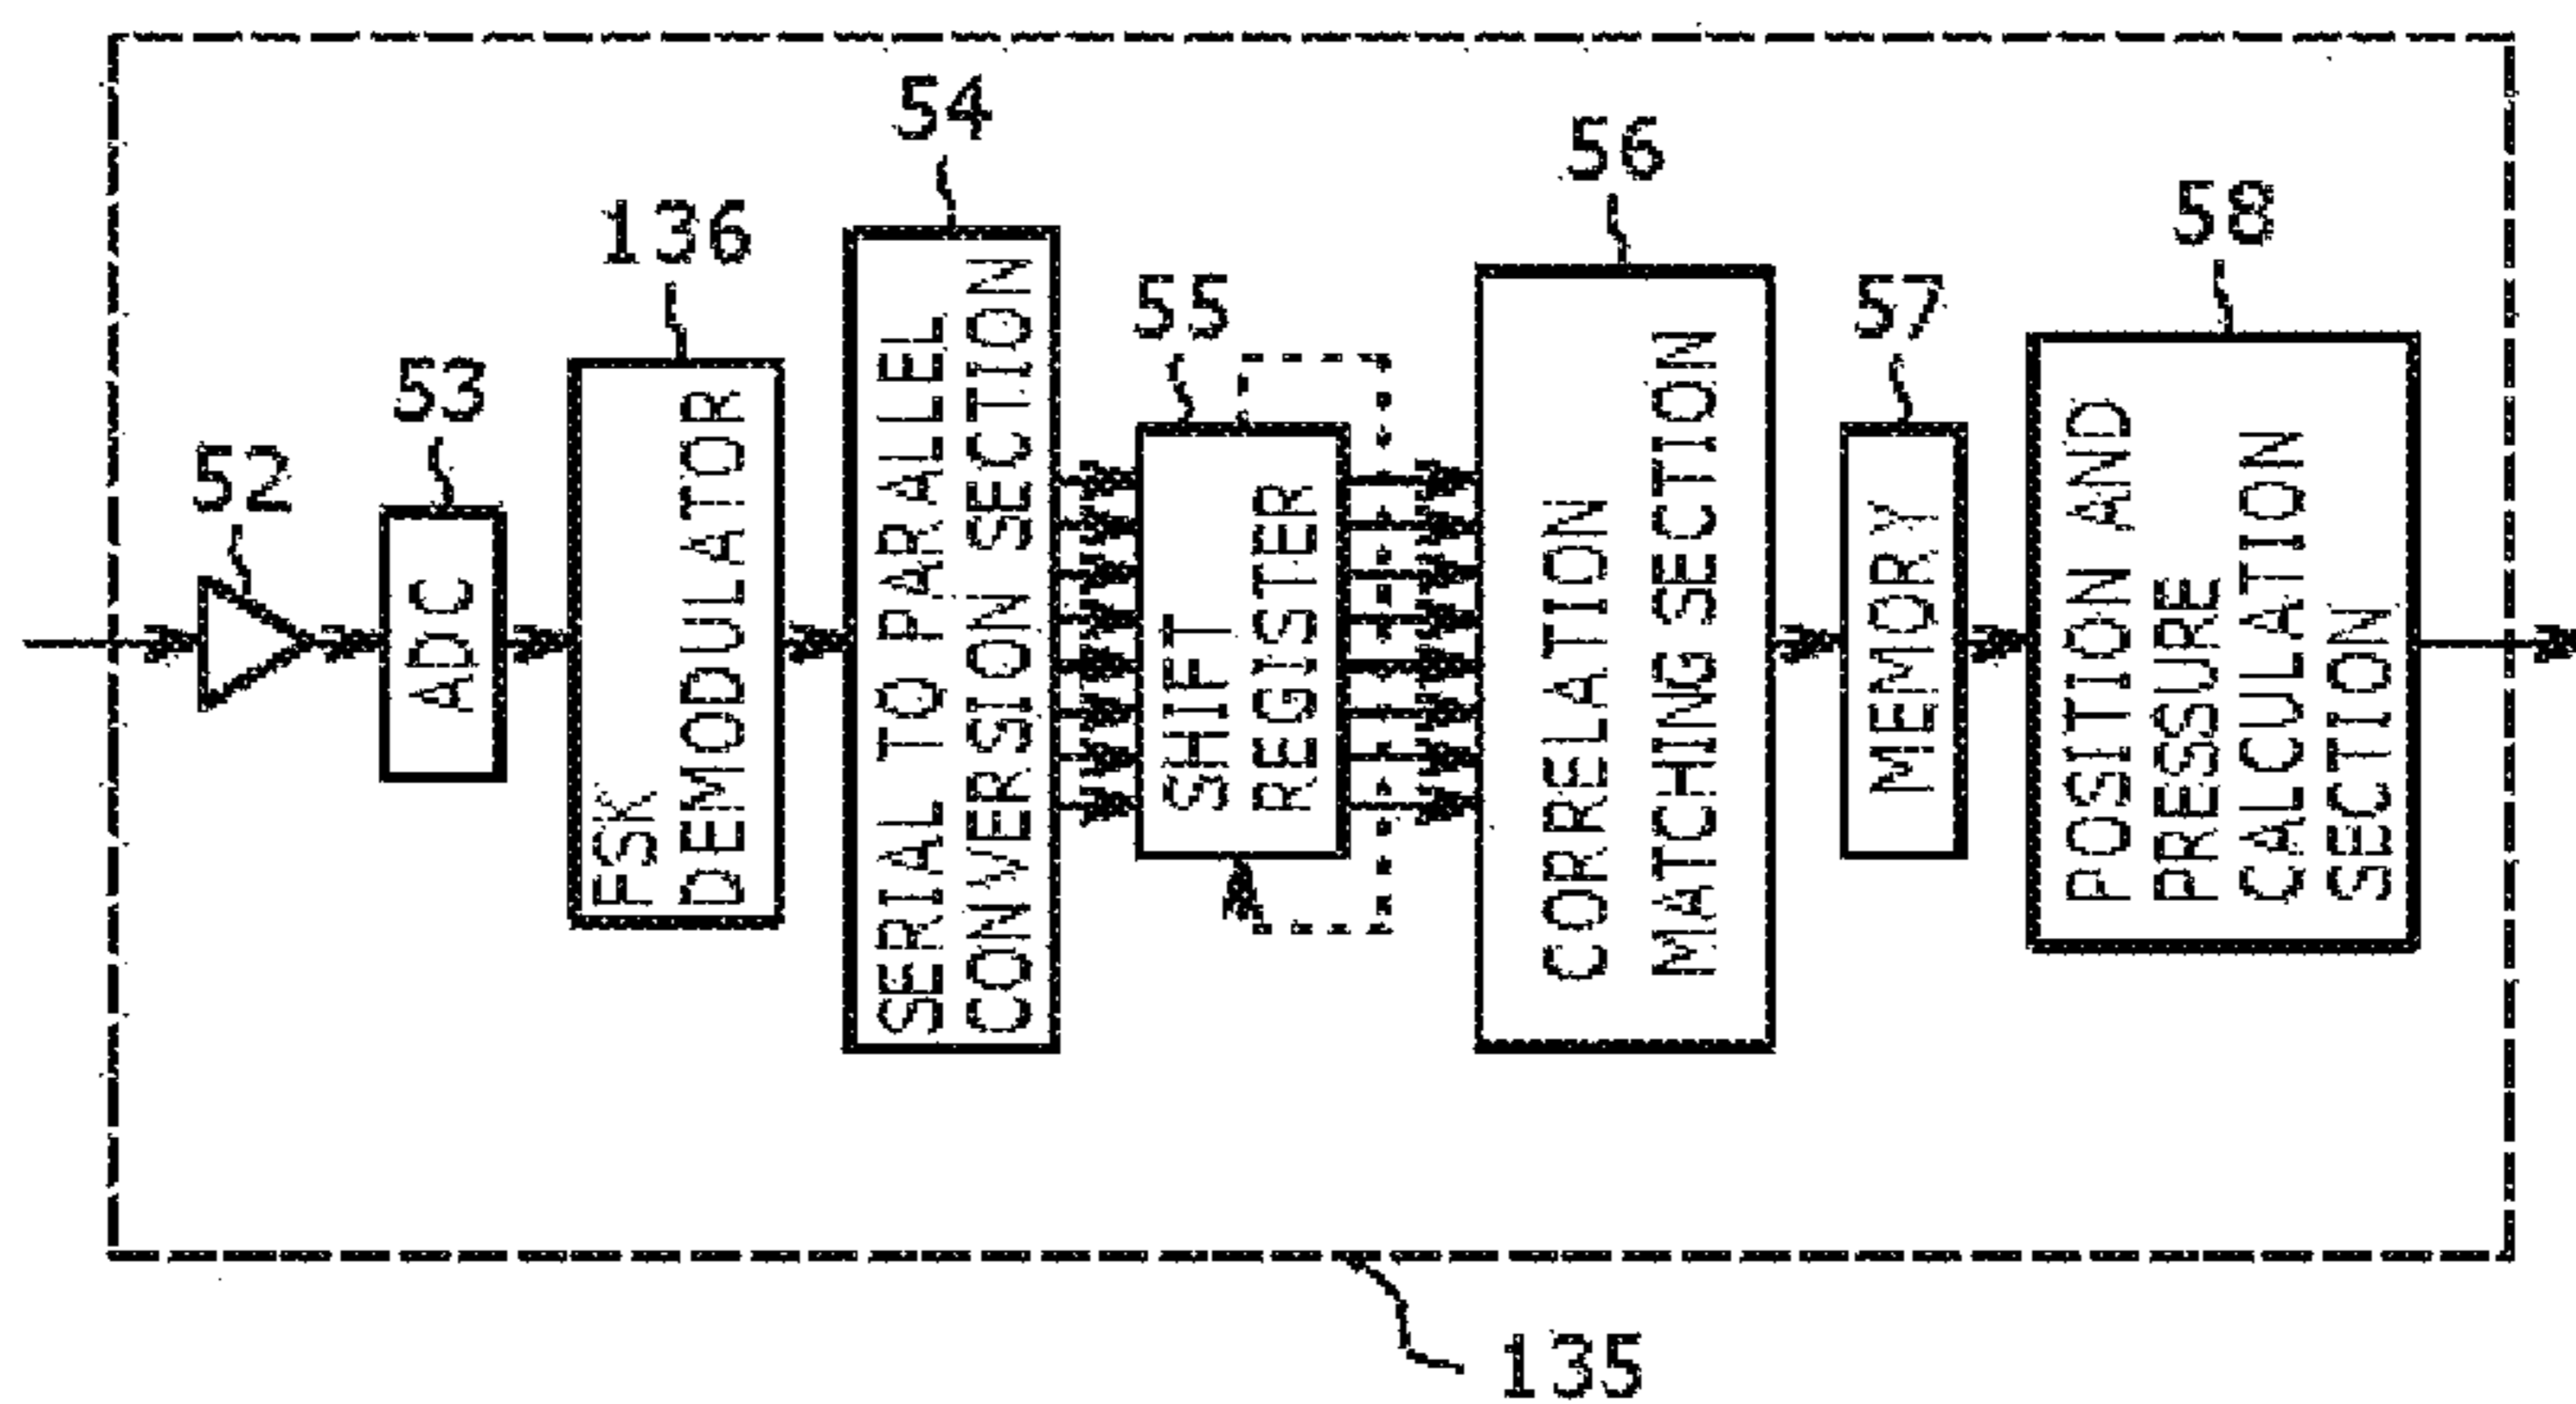 52
53
ADC
136
FSK
DEMODULATOR
54
SERIAL TO PARALLEL
CONVERSION SECTION
55
SHIFT
REGISTER
56
CORRELATION
MATCHING SECTION
57
MEMORY
58
POSITION AND
PRESSURE
CALCULATION
SECTION
135